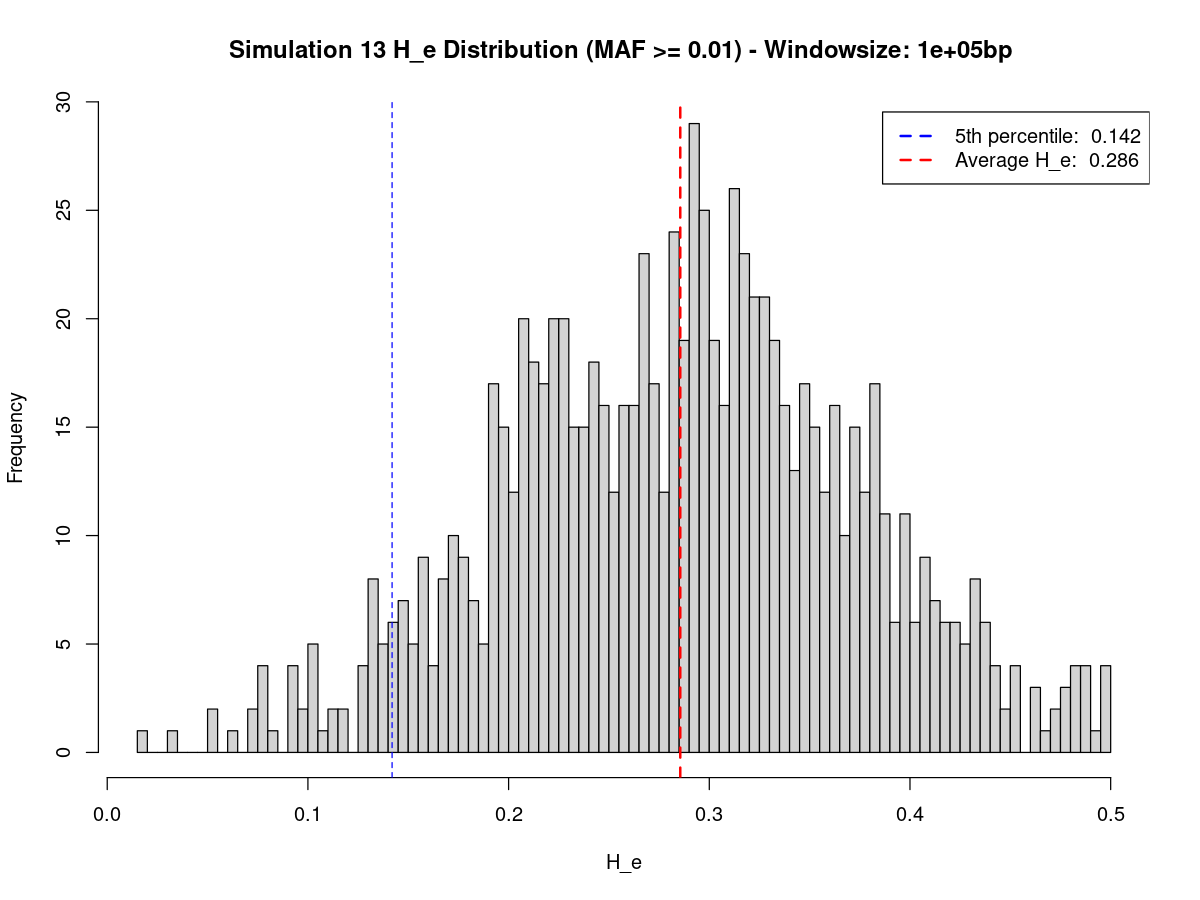 Simulation 13 H_e Distribution (MAF >= 0.01) - Windowsize: 1e+05bp
5th percentile:  0.142
Average H_e:  0.286
Frequency
30
25
20
15
10
5
0
0.0 0.1 0.2 0.3 0.4 0.5
H_e